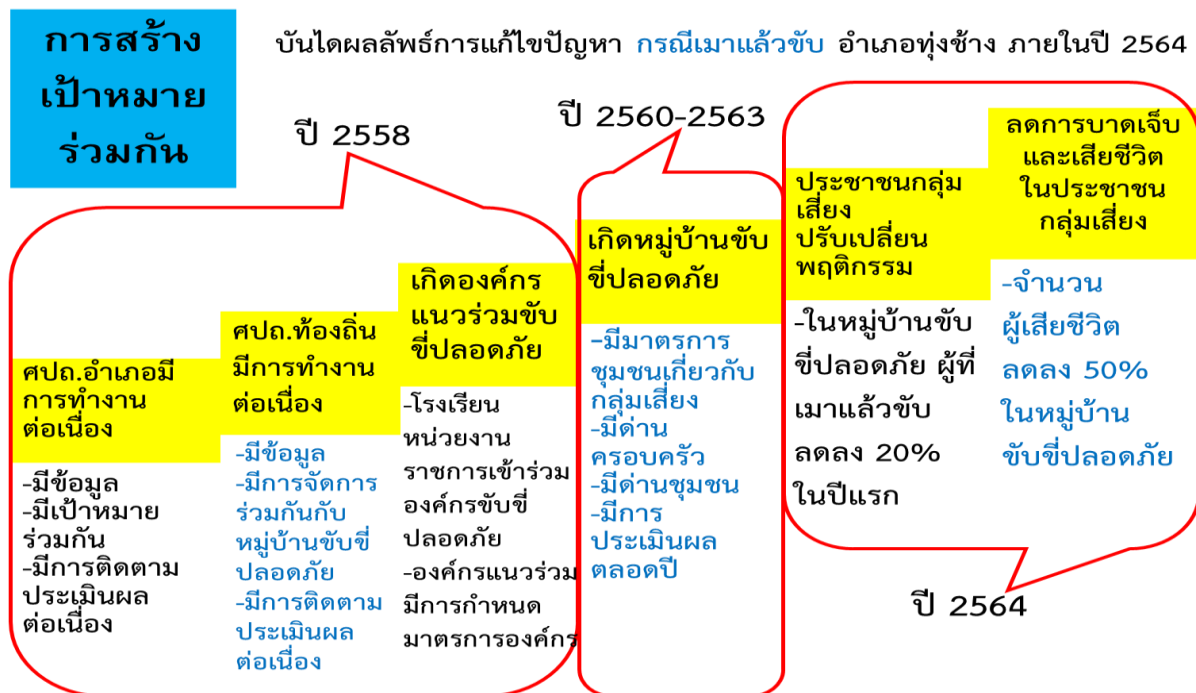 การสร้าง
เป้าหมาย
ร่วมกัน
บันไดผลลัพธ์การแก้ไขปัญหา กรณีเมาแล้วขับ อำเภอทุ่งช้าง ภายในปี 2564
ปี 2558
ศปถ.อำเภอมี
การทำงาน
ต่อเนื่อง
-มีข้อมูล
-มีเป้าหมาย
ร่วมกัน
-มีการติดตาม
ประเมินผล
ต่อเนื่อง
ศปถ.ท้องถิ่น
มีการทำงาน
ต่อเนื่อง
-มีข้อมูล
-มีการจัดการ
ร่วมกันกับ
หมู่บ้านขับขี่
ปลอดภัย
-มีการติดตาม
ประเมินผล
ต่อเนื่อง
เกิดองค์กร
แนวร่วมขับ
ขี่ปลอดภัย
-โรงเรียน
หน่วยงาน
ราชการเข้าร่วม
องค์กรขับขี่
ปลอดภัย
-องค์กรแนวร่วม
มีการกำหนด
มาตรการองค์กร
ปี 2560-2563
เกิดหมู่บ้านขับ
ขี่ปลอดภัย
-มีมาตรการ
ชุมชนเกี่ยวกับ
กลุ่มเสี่ยง
-มีด่าน
ครอบครัว
-มีด่านชุมชน
-มีการ
ประเมินผล
ตลอดปี
ประชาชนกลุ่ม
เสี่ยง
ปรับเปลี่ยน
พฤติกรรม
-ในหมู่บ้านขับ
ขี่ปลอดภัย ผู้ที่
เมาแล้วขับ
ลดลง 20%
ในปีแรก
ลดการบาดเจ็บ
และเสียชีวิต
ในประชาชน
กลุ่มเสี่ยง
-จำนวน
ผู้เสียชีวิต
ลดลง 50%
ในหมู่บ้าน
ขับขี่ปลอดภัย
ปี 2564